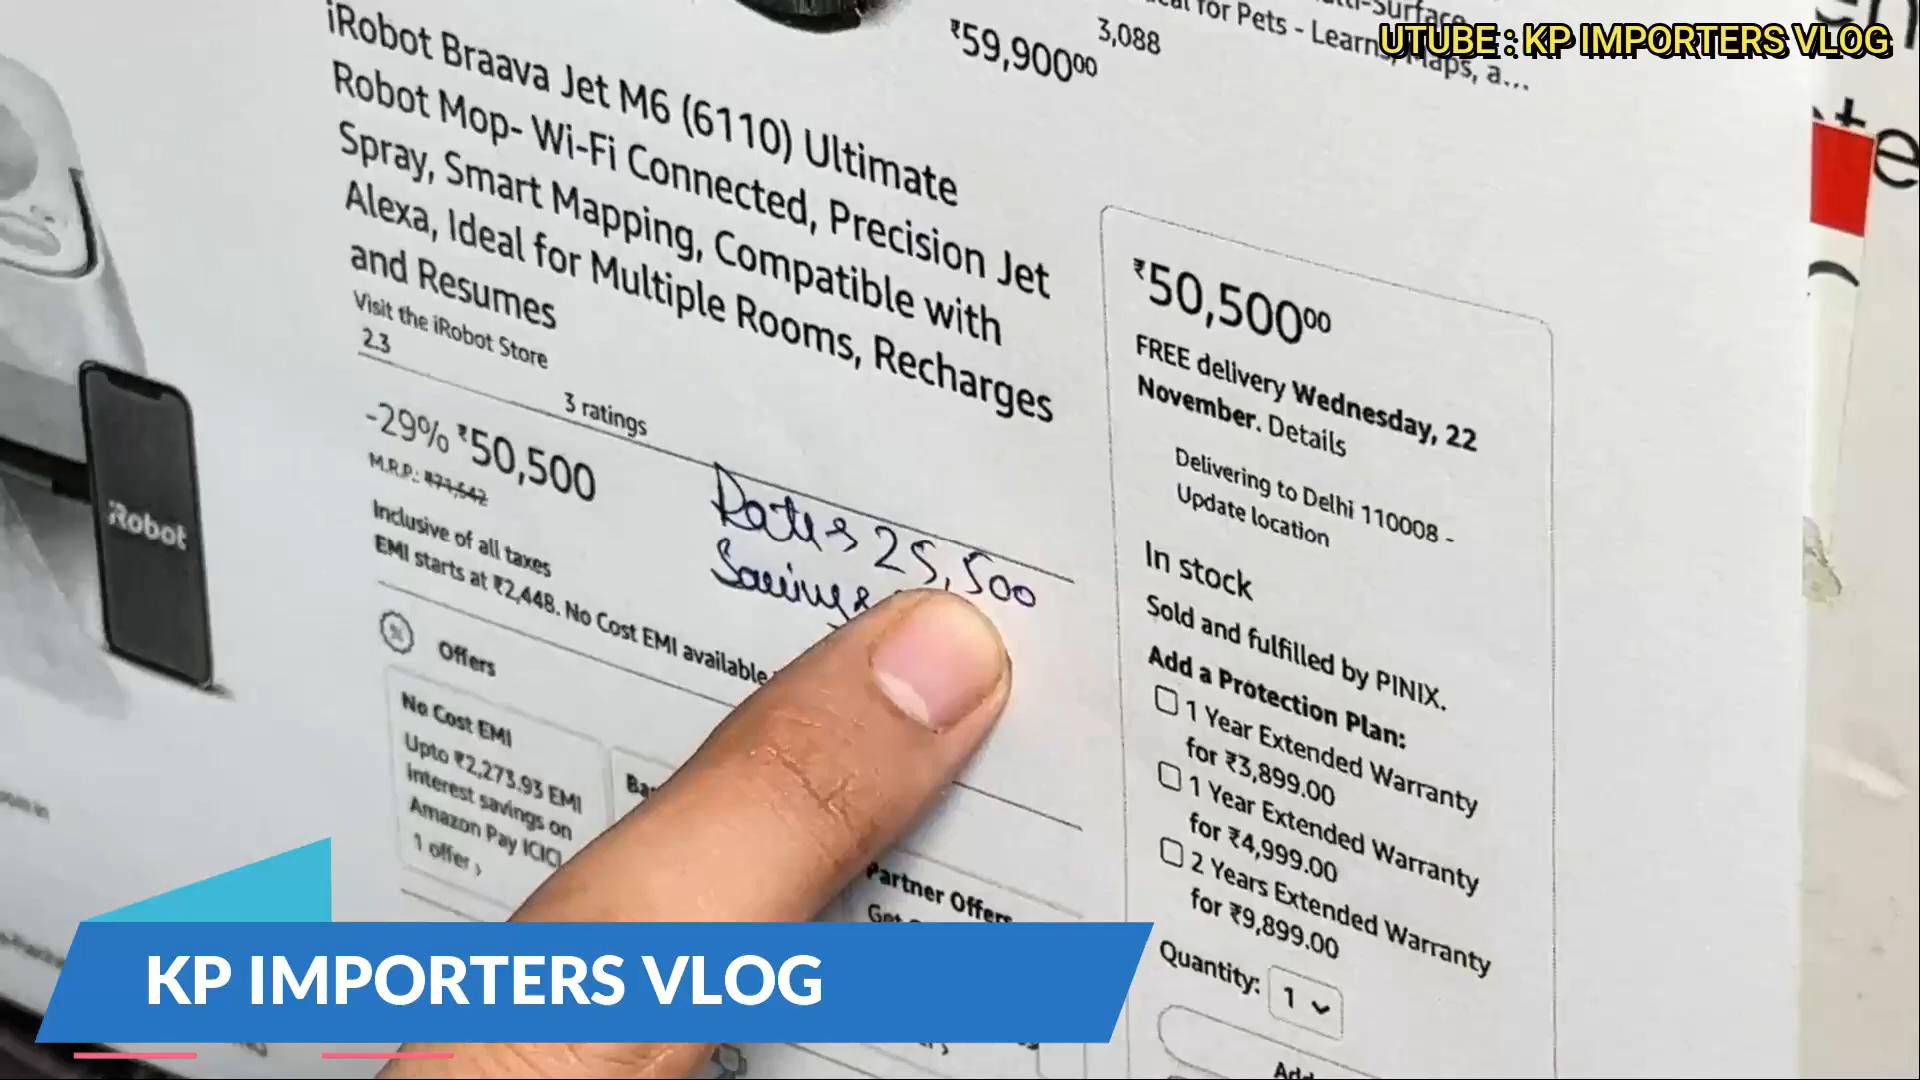 UTUBE : KP IMPORTERS VLOG
₹59,900⁰⁰
3,088
for Pets - Learns, Maps, a...
iRobot Braava Jet M6 (6110) Ultimate
Robot Mop- Wi-Fi Connected, Precision Jet
Spray, Smart Mapping, Compatible with
Alexa, Ideal for Multiple Rooms, Recharges
and Resumes
Visit the iRobot Store
2.3
3 ratings
-29% ₹50,500
M.R.P.: ₹71,542
Inclusive of all taxes
EMI starts at ₹2,448. No Cost EMI available
Rate 25,500
Saving
Offers
No Cost EMI
Upto ₹2,273.93 EMI
interest savings on
Amazon Pay ICICI
1 offer ›
Partner Offers
iRobot
₹50,500⁰⁰
FREE delivery Wednesday, 22
November. Details
Delivering to Delhi 110008 -
Update location
In stock
Sold and fulfilled by PINIX.
Add a Protection Plan:
1 Year Extended Warranty
for ₹3,899.00
1 Year Extended Warranty
for ₹4,999.00
2 Years Extended Warranty
for ₹9,899.00
Quantity: 1
KP IMPORTERS VLOG